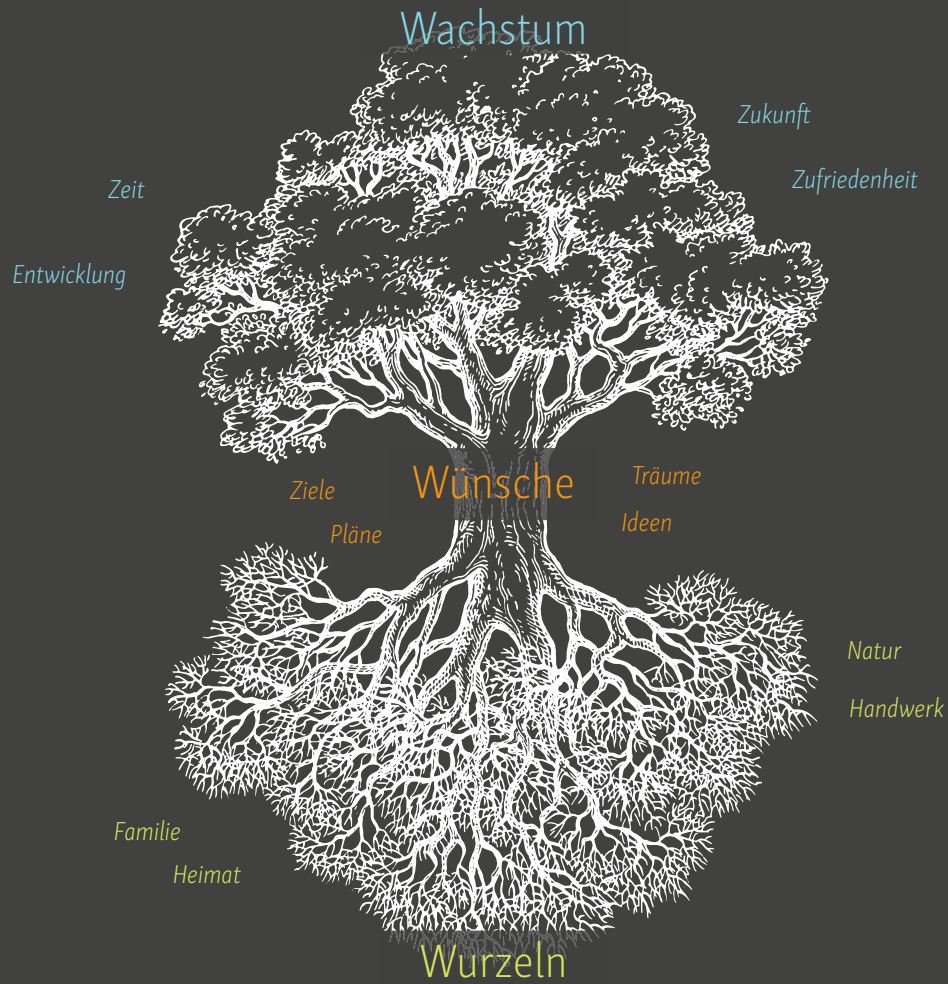 Wachstum
Zukunft
Zufriedenheit
Zeit
Entwicklung
Wünsche
Ziele
Träume
Pläne
Ideen
Natur
Handwerk
Familie
Heimat
Wurzeln